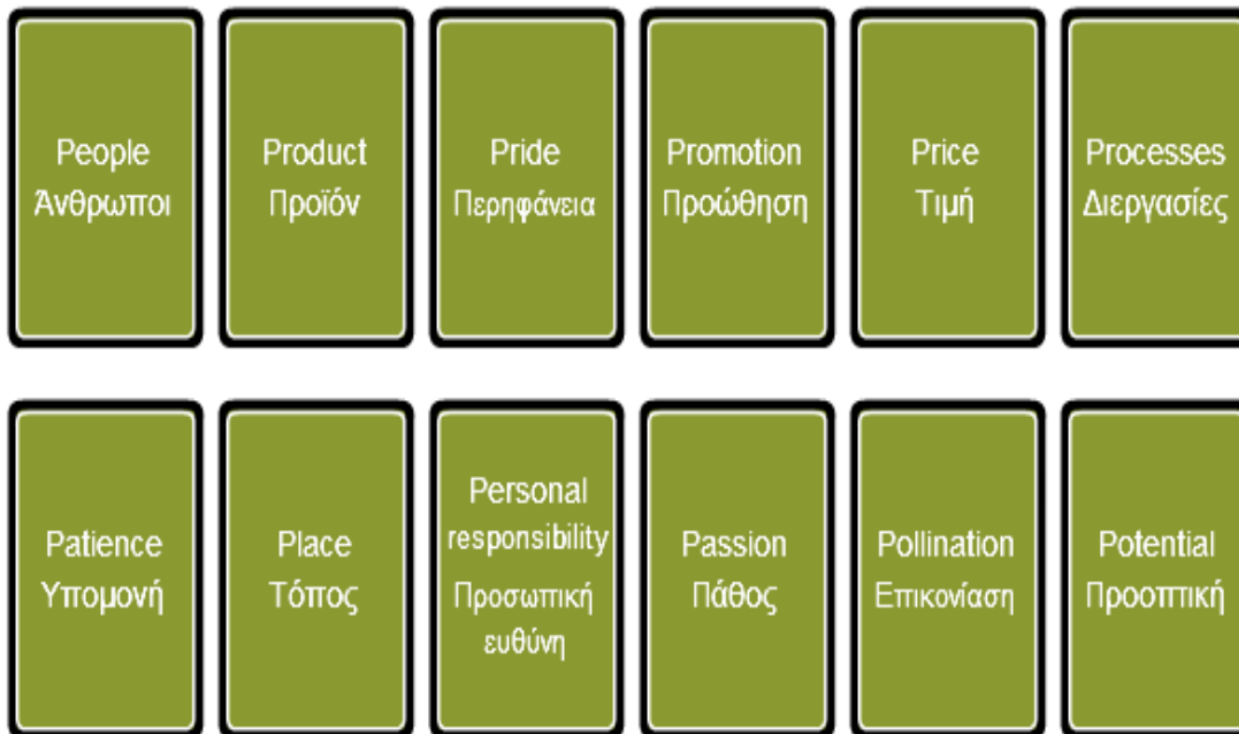 People
Άνθρωποι
Product
Προϊόν
Pride
Περηφάνεια
Promotion
Προώθηση
Price
Τιμή
Processes
Διεργασίες
Patience
Υπομονή
Place
Τόπος
Personal
responsibility
Προσωπική
ευθύνη
Passion
Πάθος
Pollination
Επικονίαση
Potential
Προοπτική